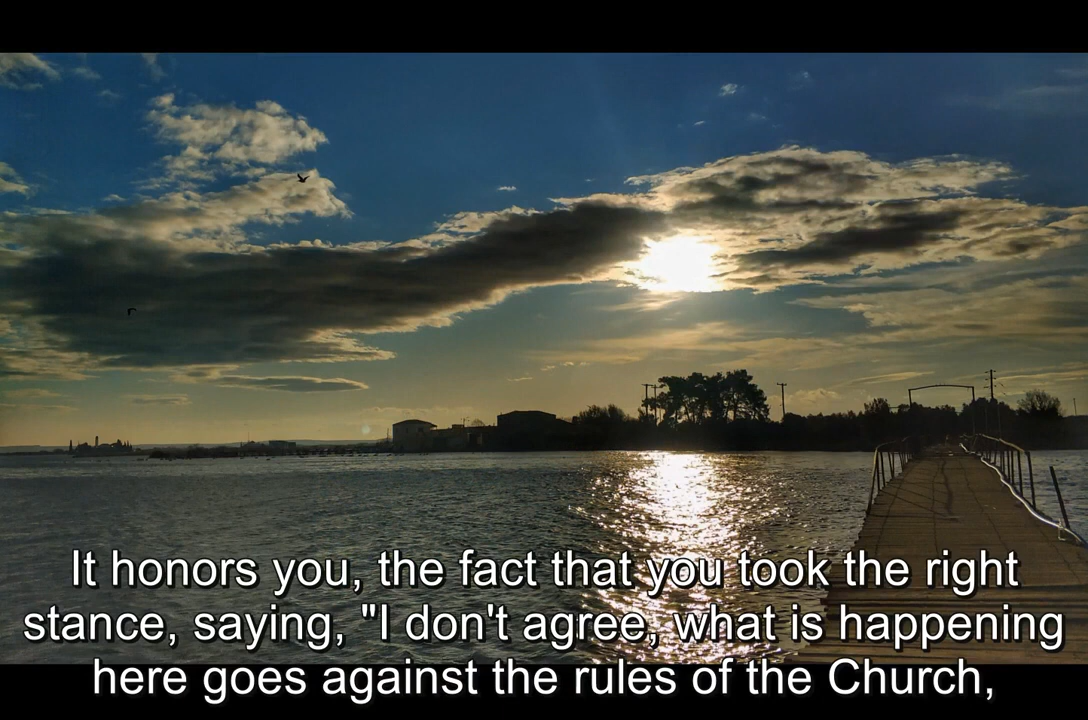 It honors you, the fact that you took the right
stance, saying, "I don't agree, what is happening
here goes against the rules of the Church,